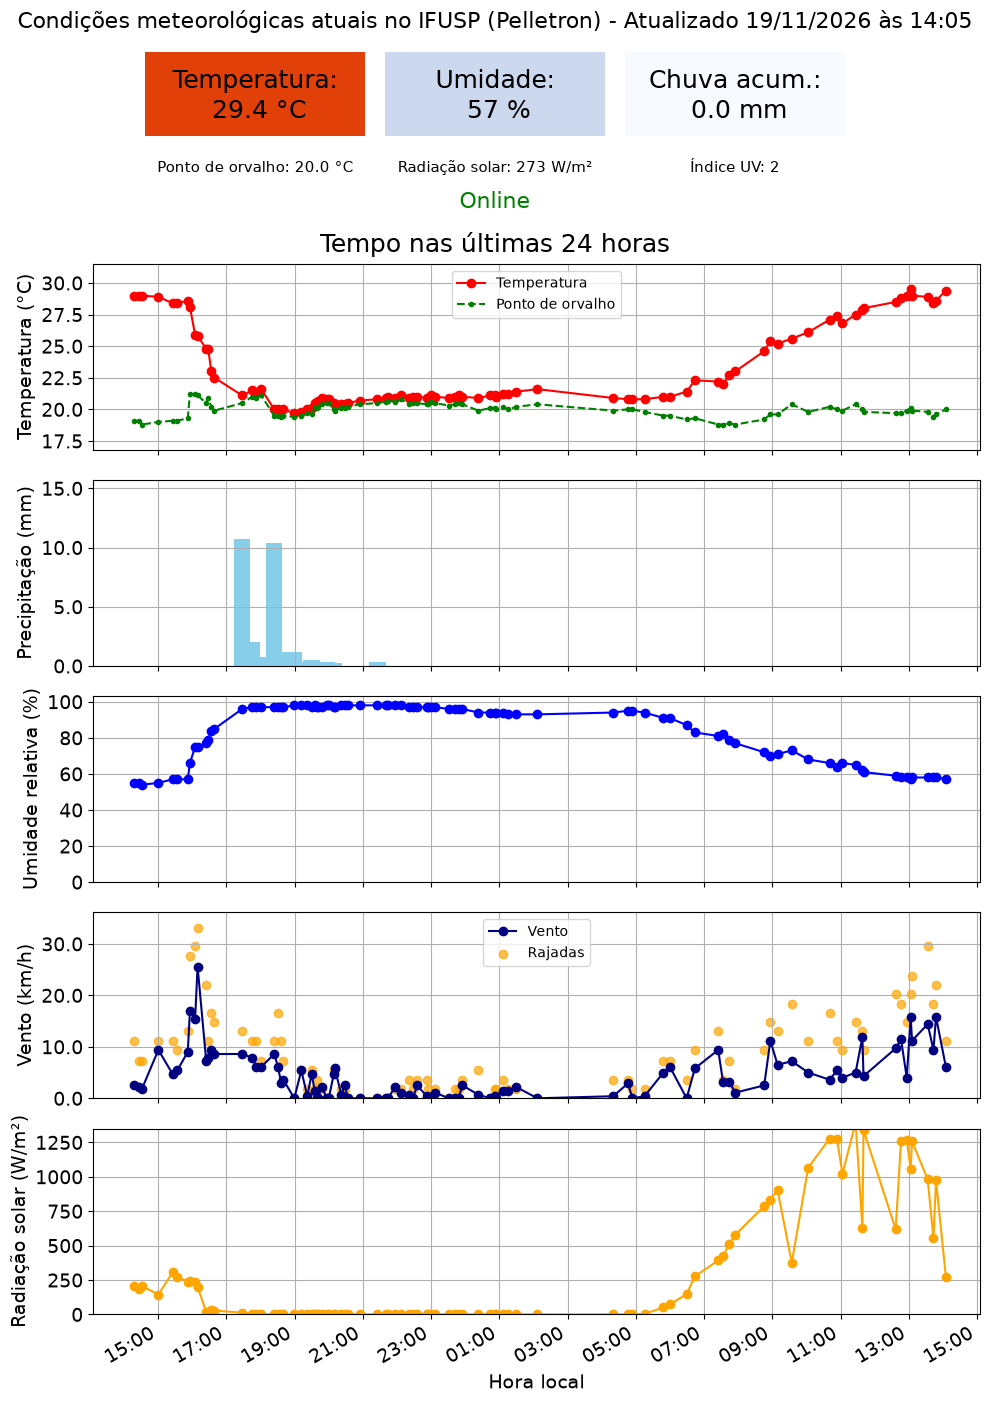 Condições meteorológicas atuais no IFUSP (Pelletron) - Atualizado 19/11/2026 às 14:05
Temperatura:
29.4 °C
Umidade:
57 %
Chuva acum.:
0.0 mm
Ponto de orvalho: 20.0 °C
Radiação solar: 273 W/m²
Índice UV: 2
Online
Tempo nas últimas 24 horas
Temperatura (°C)
30.0
27.5
25.0
22.5
20.0
17.5
Temperatura
Ponto de orvalho
Precipitação (mm)
15.0
10.0
5.0
0.0
Umidade relativa (%)
100
80
60
40
20
0
Vento (km/h)
30.0
20.0
10.0
0.0
Vento
Rajadas
Radiação solar (W/m²)
1250
1000
750
500
250
0
15:00
17:00
19:00
21:00
23:00
01:00
03:00
05:00
07:00
09:00
11:00
13:00
15:00
Hora local